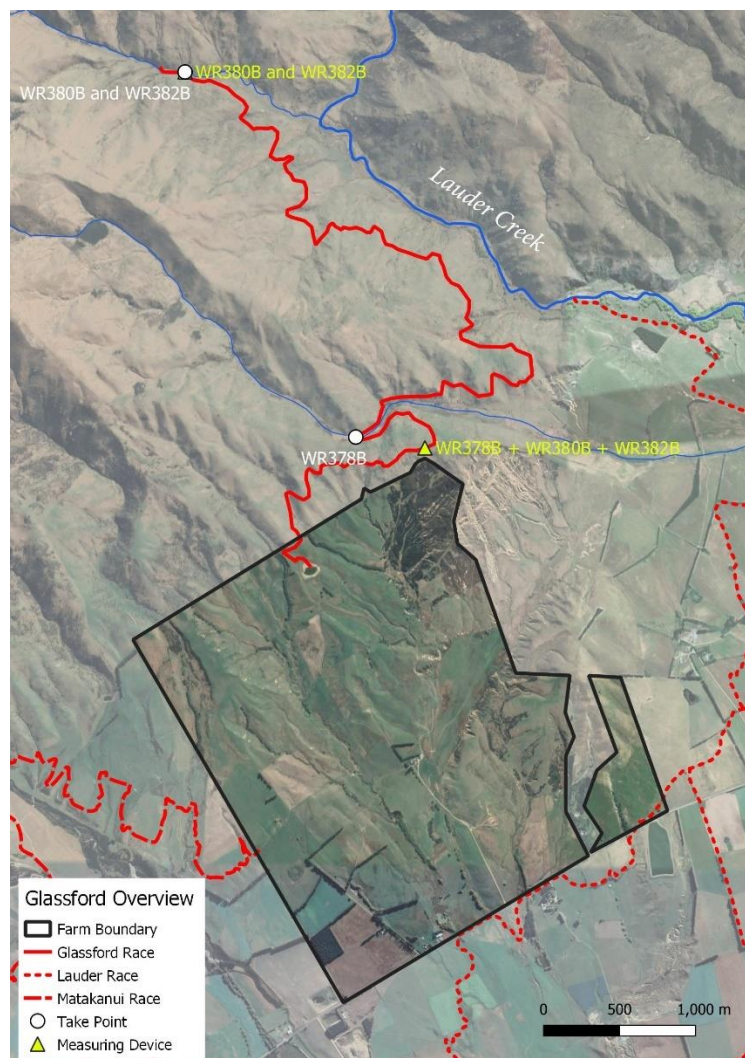 WR380B and WR382B
WR380B and WR382B
Lauder Creek
WR378B
WR378B + WR380B + WR382B
Glassford Overview
Farm Boundary
Glassford Race
Lauder Race
Matakanui Race
Take Point
Measuring Device
0 500 1,000 m